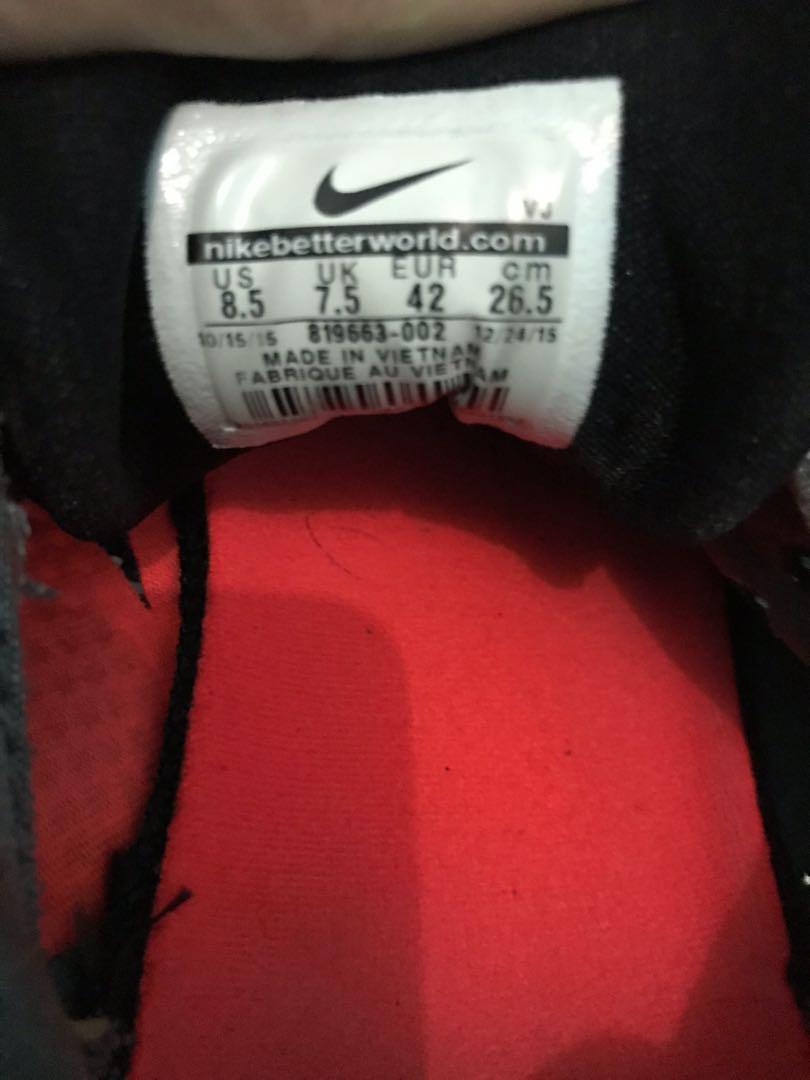 VJ
nikebetterworld.com
US UK EUR cm
8.5 7.5 42 26.5
10/15/15 819663-002 12/24/15
MADE IN VIETNAM
FABRIQUE AU VIETNAM